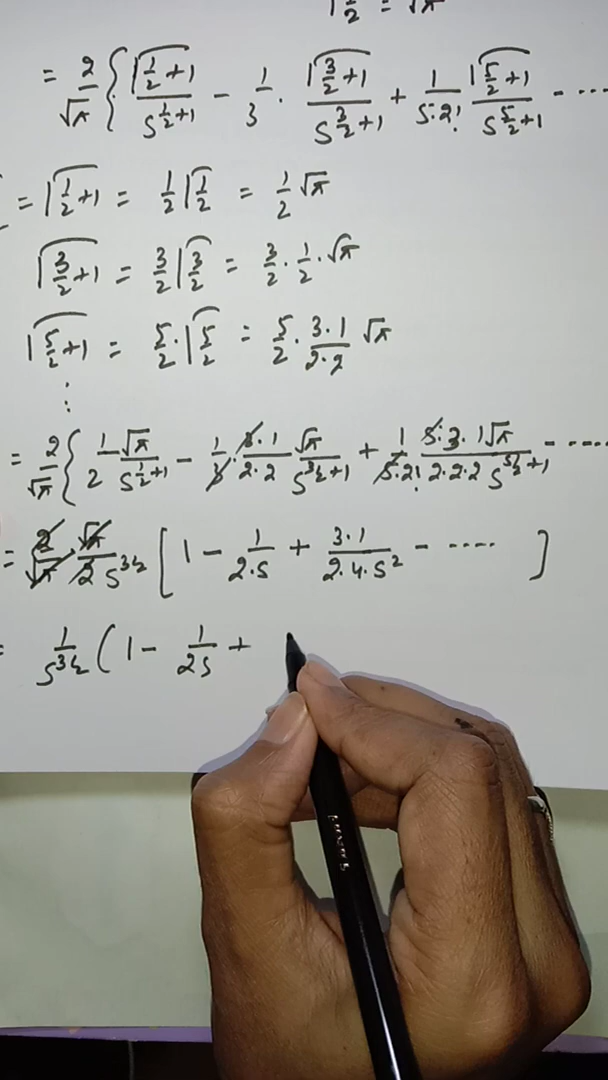 Γ1/2 = √π
= 2/√π { Γ(1/2+1)/s^(1/2+1) - 1/3 · Γ(3/2+1)/s^(3/2+1) + 1/(5·2!) Γ(5/2+1)/s^(5/2+1) - ....
= Γ(1/2+1) = 1/2 Γ1/2 = 1/2 √π
Γ(3/2+1) = 3/2 Γ3/2 = 3/2 · 1/2 · √π
Γ(5/2+1) = 5/2 · Γ5/2 = 5/2 · (3·1)/(2·2) √π
⋮
= 2/√π { 1/2 √π/s^(1/2+1) - 1/3 · (3·1)/(2·2) √π/s^(3/2+1) + 1/(5·2!) (5·3·1√π)/(2·2·2 s^(5/2+1)) - ....
= 2/√π · √π/(2 s^(3/2)) [ 1 - 1/(2·s) + (3·1)/(2·4·s²) - .... ]
= 1/s^(3/2) ( 1 - 1/(2s) +